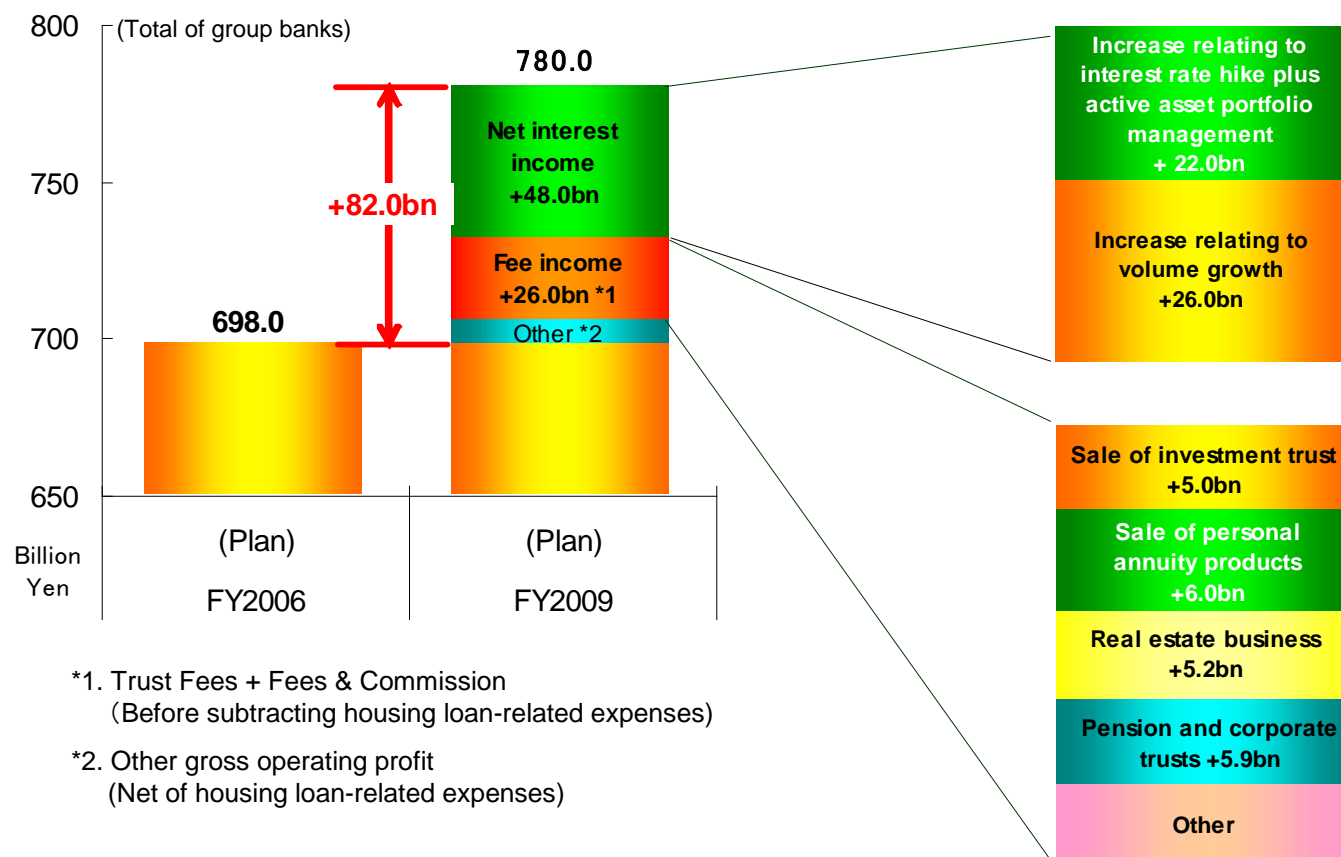 800
(Total of group banks)
780.0
750
700
650
Billion
Yen
+82.0bn
698.0
Net interest
income
+48.0bn
Fee income
+26.0bn *1
Other *2
(Plan)
FY2006
(Plan)
FY2009
Increase relating to
interest rate hike plus
active asset portfolio
management
+ 22.0bn
Increase relating to
volume growth
+26.0bn
Sale of investment trust
+5.0bn
Sale of personal
annuity products
+6.0bn
Real estate business
+5.2bn
Pension and corporate
trusts +5.9bn
Other
*1. Trust Fees + Fees & Commission
（Before subtracting housing loan-related expenses)
*2. Other gross operating profit
(Net of housing loan-related expenses)